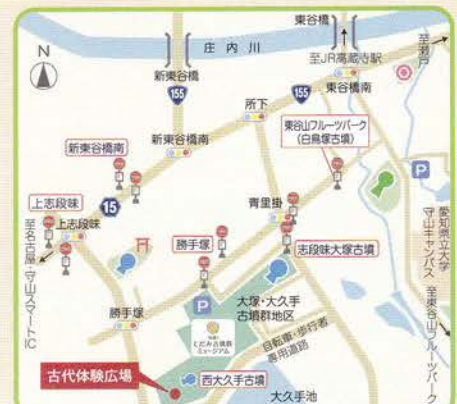 東谷橋
庄内川
N
至JR高蔵寺駅
至瀬戸
新東谷橋
155
155
東谷橋南
所下
東谷山フルーツパーク
(白鳥塚古墳)
新東谷橋南
新東谷橋南
P
15
上志段味
上志段味
青里掛
愛知県立大学
守山キャンパス
至名古屋・守山スマートIC
勝手塚
志段味大塚古墳
至東谷山フルーツパーク
P
大塚・大久手
古墳群地区
勝手塚
しだみ古墳群
ミュージアム
自転車・歩行者
専用道路
古代体験広場
西大久手古墳
大久手池